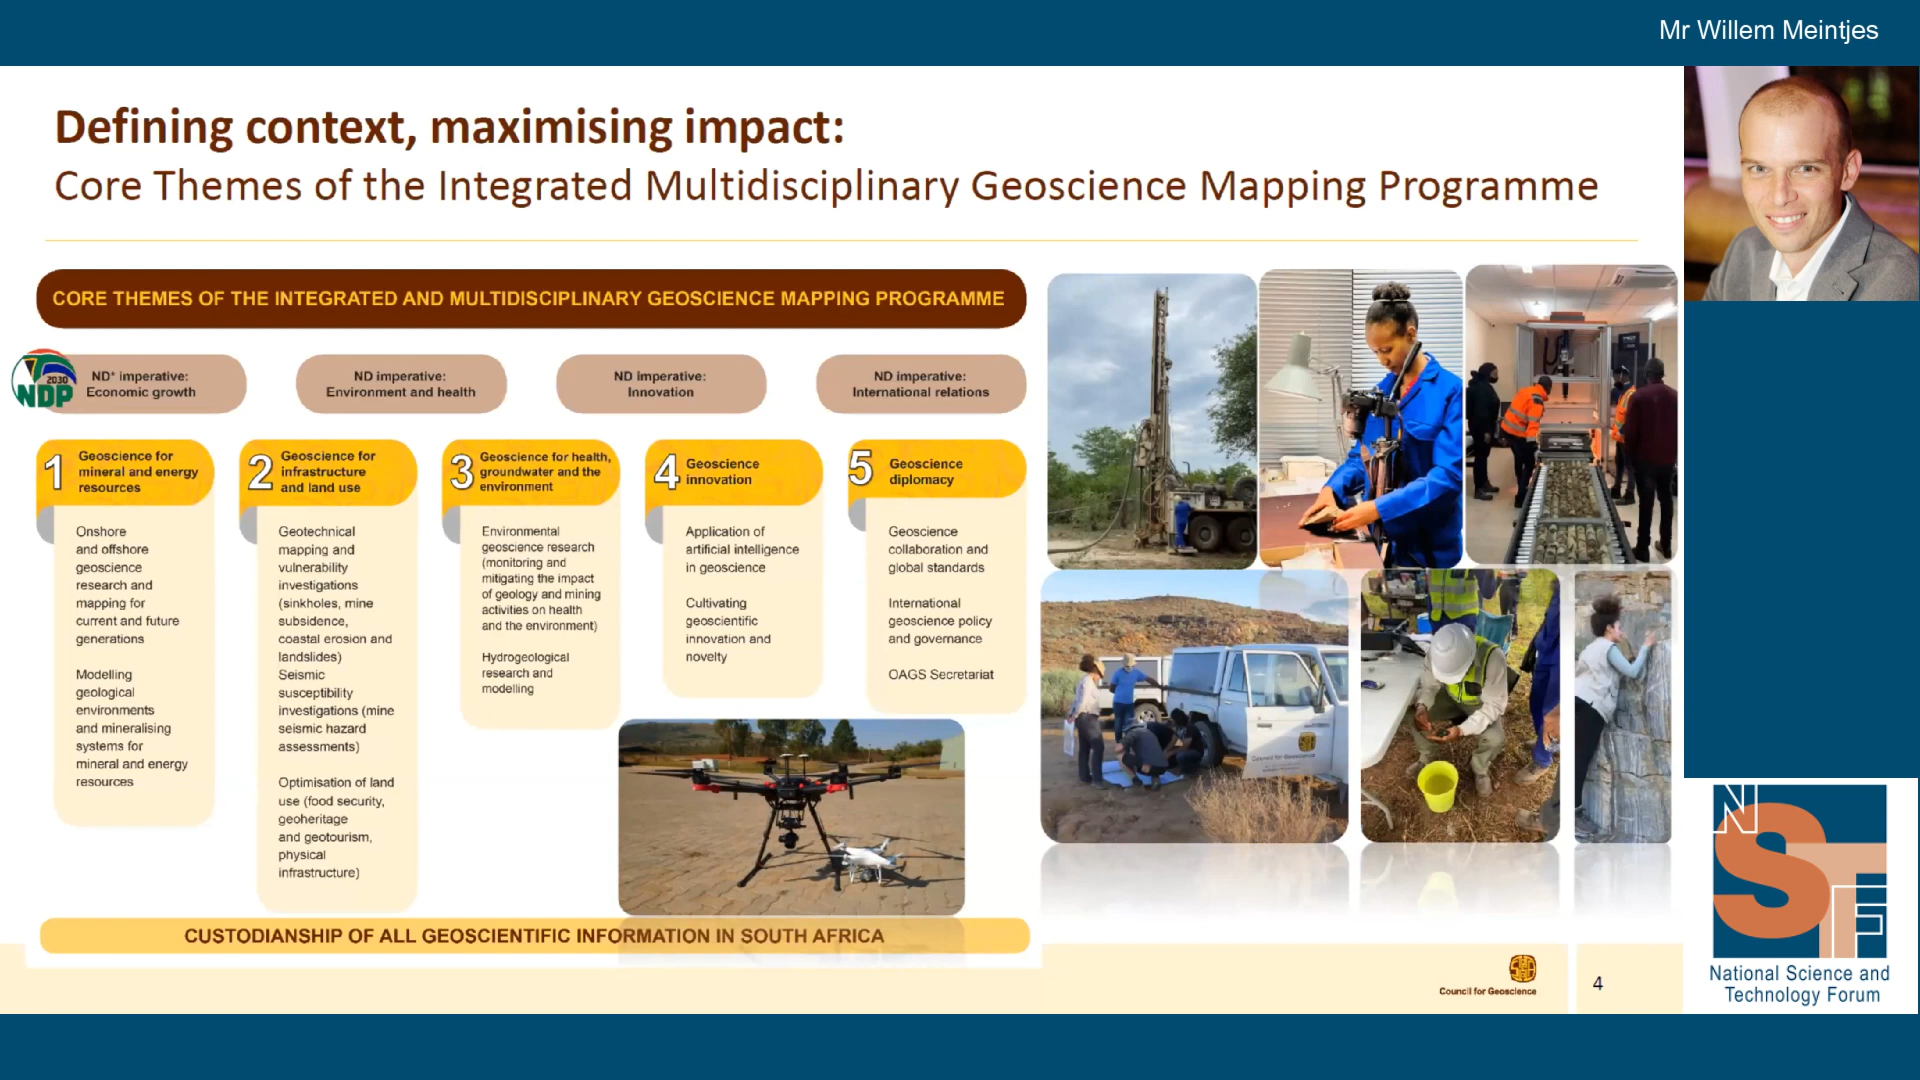 Mr Willem Meintjes
Defining context, maximising impact:
Core Themes of the Integrated Multidisciplinary Geoscience Mapping Programme
CORE THEMES OF THE INTEGRATED AND MULTIDISCIPLINARY GEOSCIENCE MAPPING PROGRAMME
2030
NDP
ND* imperative:
Economic growth
ND imperative:
Environment and health
ND imperative:
Innovation
ND imperative:
International relations
1
Geoscience for
mineral and energy
resources
Onshore
and offshore
geoscience
research and
mapping for
current and future
generations
Modelling
geological
environments
and mineralising
systems for
mineral and energy
resources
2
Geoscience for
infrastructure
and land use
Geotechnical
mapping and
vulnerability
investigations
(sinkholes, mine
subsidence,
coastal erosion and
landslides)
Seismic
susceptibility
investigations (mine
seismic hazard
assessments)
Optimisation of land
use (food security,
geoheritage
and geotourism,
physical
infrastructure)
3
Geoscience for health,
groundwater and the
environment
Environmental
geoscience research
(monitoring and
mitigating the impact
of geology and mining
activities on health
and the environment)
Hydrogeological
research and
modelling
4
Geoscience
innovation
Application of
artificial intelligence
in geoscience
Cultivating
geoscientific
innovation and
novelty
5
Geoscience
diplomacy
Geoscience
collaboration and
global standards
International
geoscience policy
and governance
OAGS Secretariat
Council for Geoscience
CUSTODIANSHIP OF ALL GEOSCIENTIFIC INFORMATION IN SOUTH AFRICA
Council for Geoscience
4
NSTF
National Science and
Technology Forum